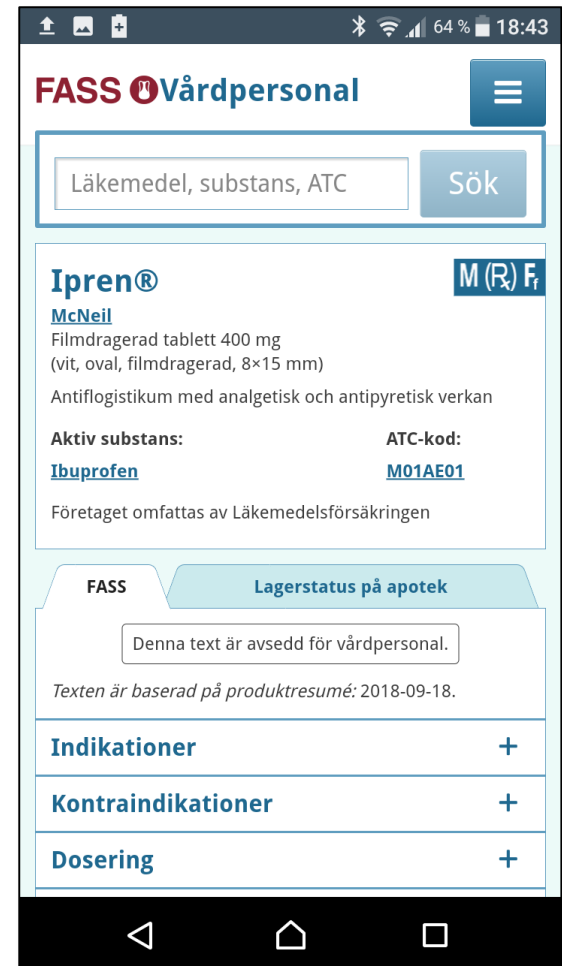 64 % 18:43
FASS Vårdpersonal
Läkemedel, substans, ATC
Sök
Ipren®
M (Rx) Ff
McNeil
Filmdragerad tablett 400 mg
(vit, oval, filmdragerad, 8×15 mm)
Antiflogistikum med analgetisk och antipyretisk verkan
Aktiv substans: ATC-kod:
Ibuprofen M01AE01
Företaget omfattas av Läkemedelsförsäkringen
FASS Lagerstatus på apotek
Denna text är avsedd för vårdpersonal.
Texten är baserad på produktresumé: 2018-09-18.
Indikationer +
Kontraindikationer +
Dosering +